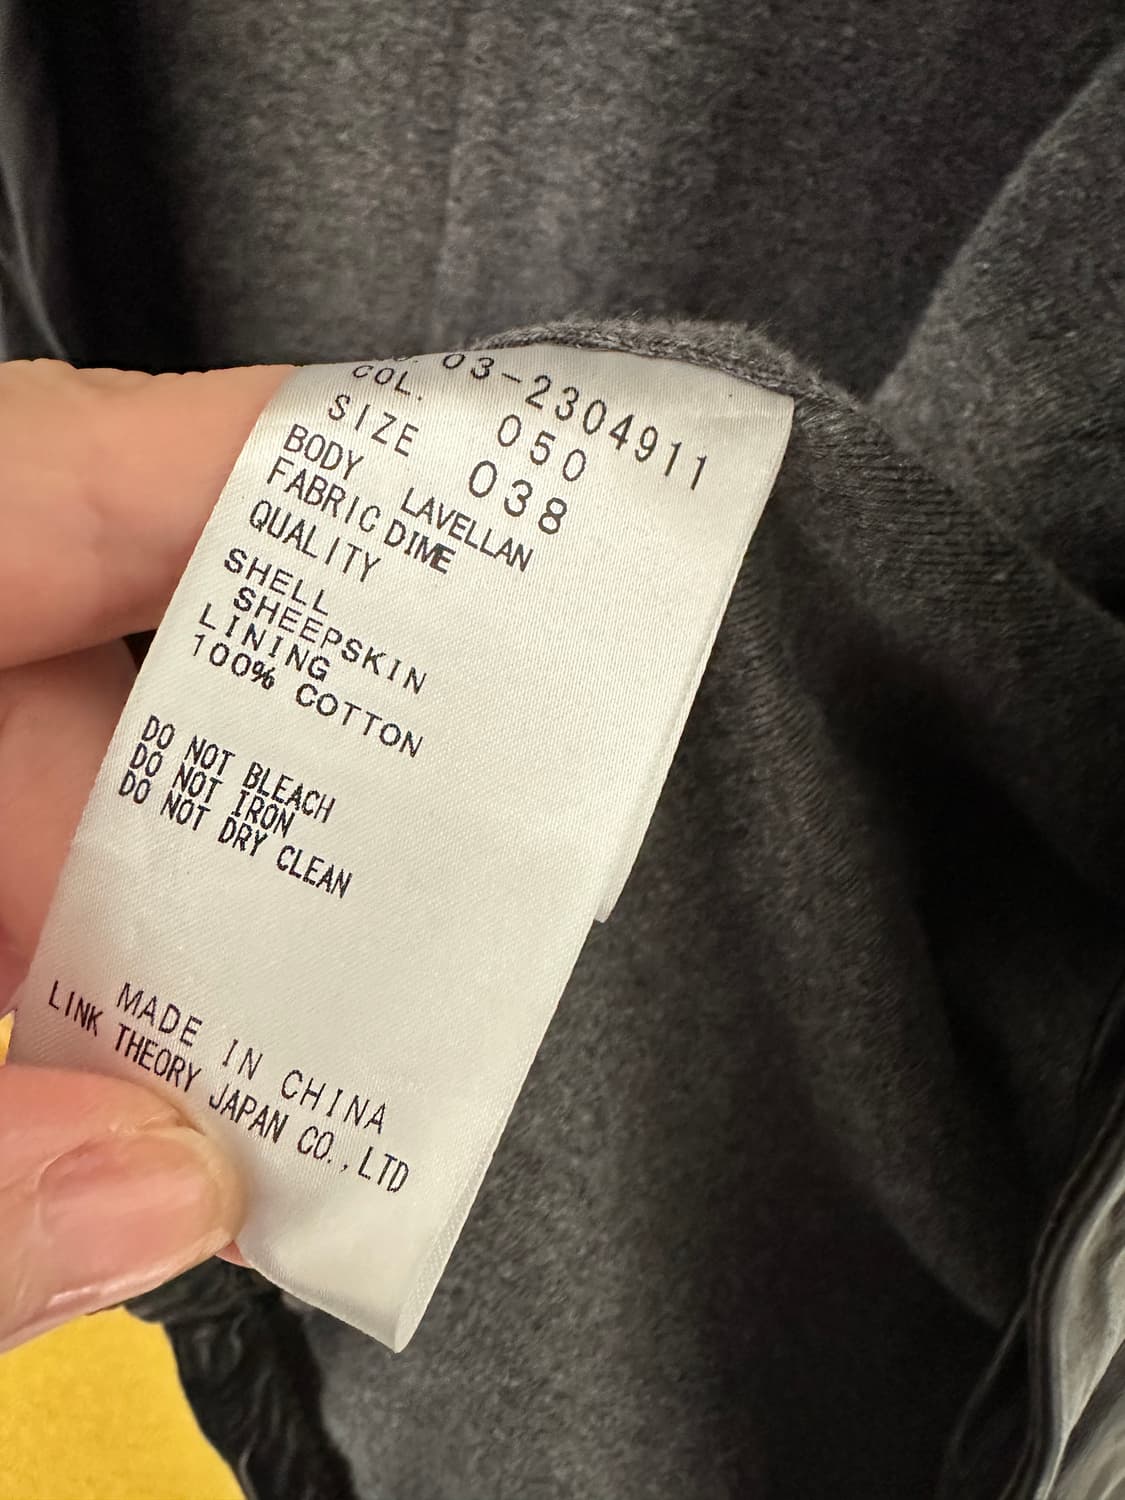 03-2304911
COL. 050
SIZE 038
BODY LAVELLAN
FABRIC DIME
QUALITY
SHELL
SHEEPSKIN
LINING
100% COTTON
DO NOT BLEACH
DO NOT IRON
DO NOT DRY CLEAN
MADE IN CHINA
LINK THEORY JAPAN CO.,LTD